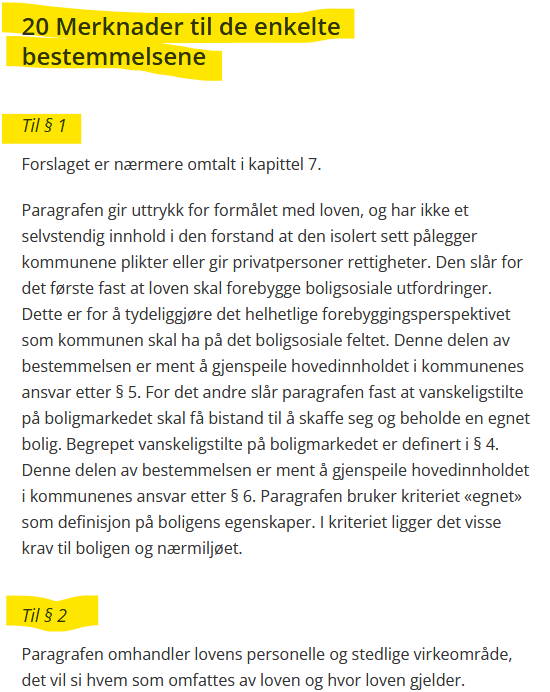 20 Merknader til de enkelte
bestemmelsene
Til § 1
Forslaget er nærmere omtalt i kapittel 7.
Paragrafen gir uttrykk for formålet med loven, og har ikke et
selvstendig innhold i den forstand at den isolert sett pålegger
kommunene plikter eller gir privatpersoner rettigheter. Den slår for
det første fast at loven skal forebygge boligsosiale utfordringer.
Dette er for å tydeliggjøre det helhetlige forebyggingsperspektivet
som kommunen skal ha på det boligsosiale feltet. Denne delen av
bestemmelsen er ment å gjenspeile hovedinnholdet i kommunenes
ansvar etter § 5. For det andre slår paragrafen fast at vanskeligstilte
på boligmarkedet skal få bistand til å skaffe seg og beholde en egnet
bolig. Begrepet vanskeligstilte på boligmarkedet er definert i § 4.
Denne delen av bestemmelsen er ment å gjenspeile hovedinnholdet
i kommunenes ansvar etter § 6. Paragrafen bruker kriteriet «egnet»
som definisjon på boligens egenskaper. I kriteriet ligger det visse
krav til boligen og nærmiljøet.
Til § 2
Paragrafen omhandler lovens personelle og stedlige virkeområde,
det vil si hvem som omfattes av loven og hvor loven gjelder.